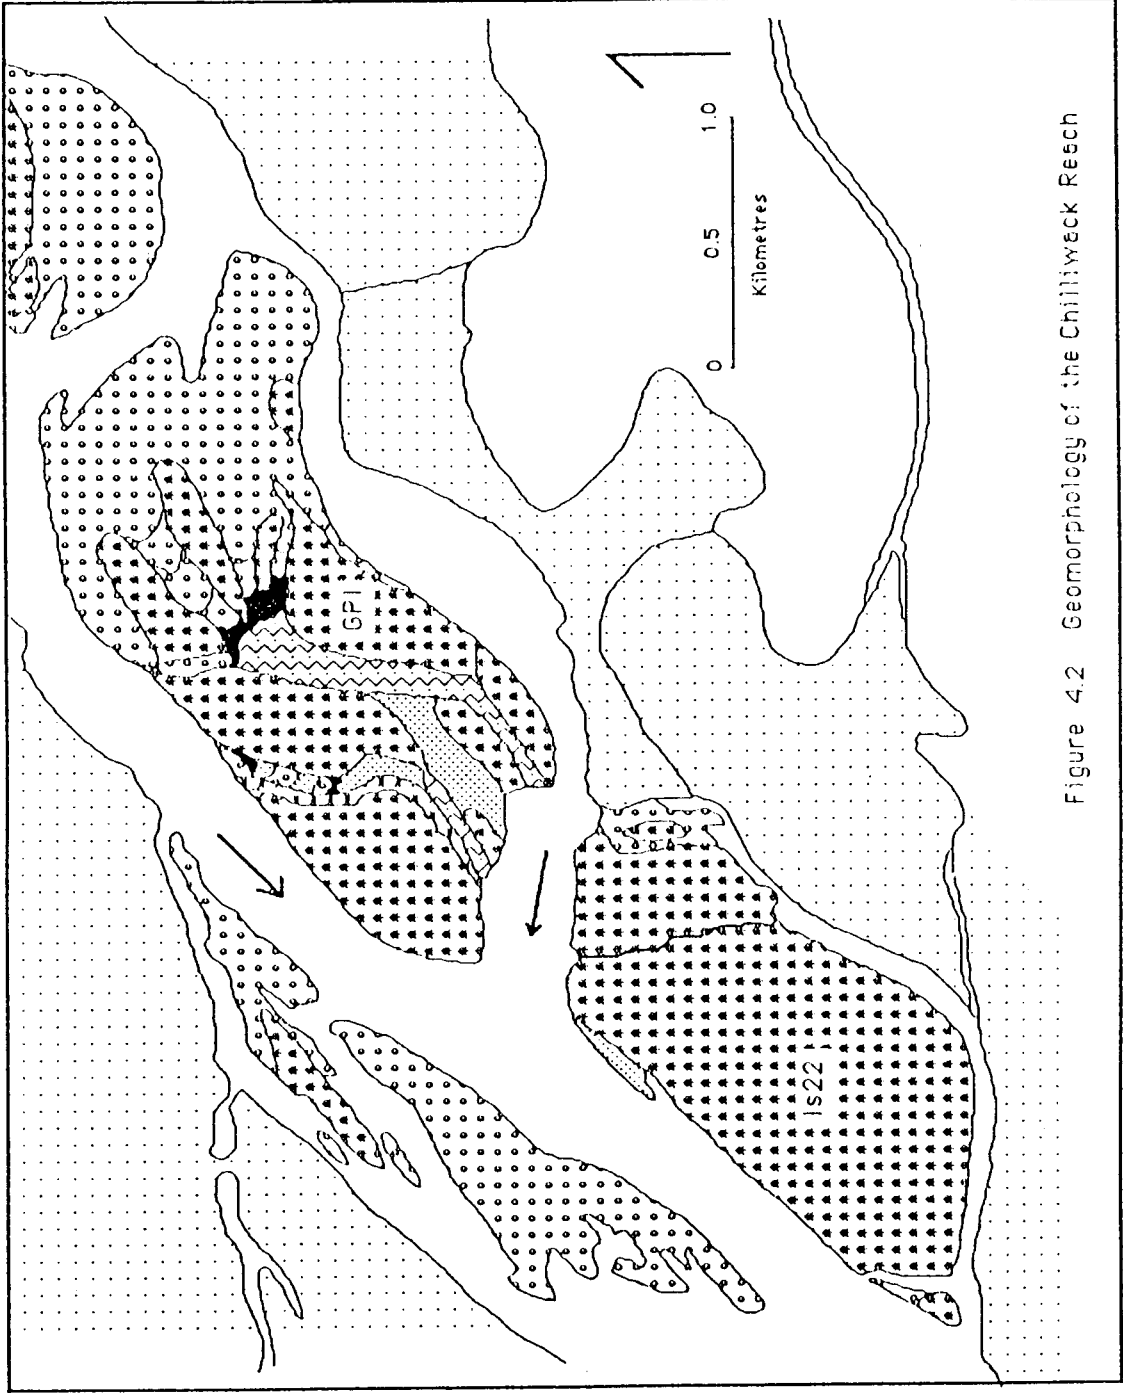 GPI
Is22
0 0.5 1.0
Kilometres
Figure 4.2 Geomorphology of the Chilliwack Reach